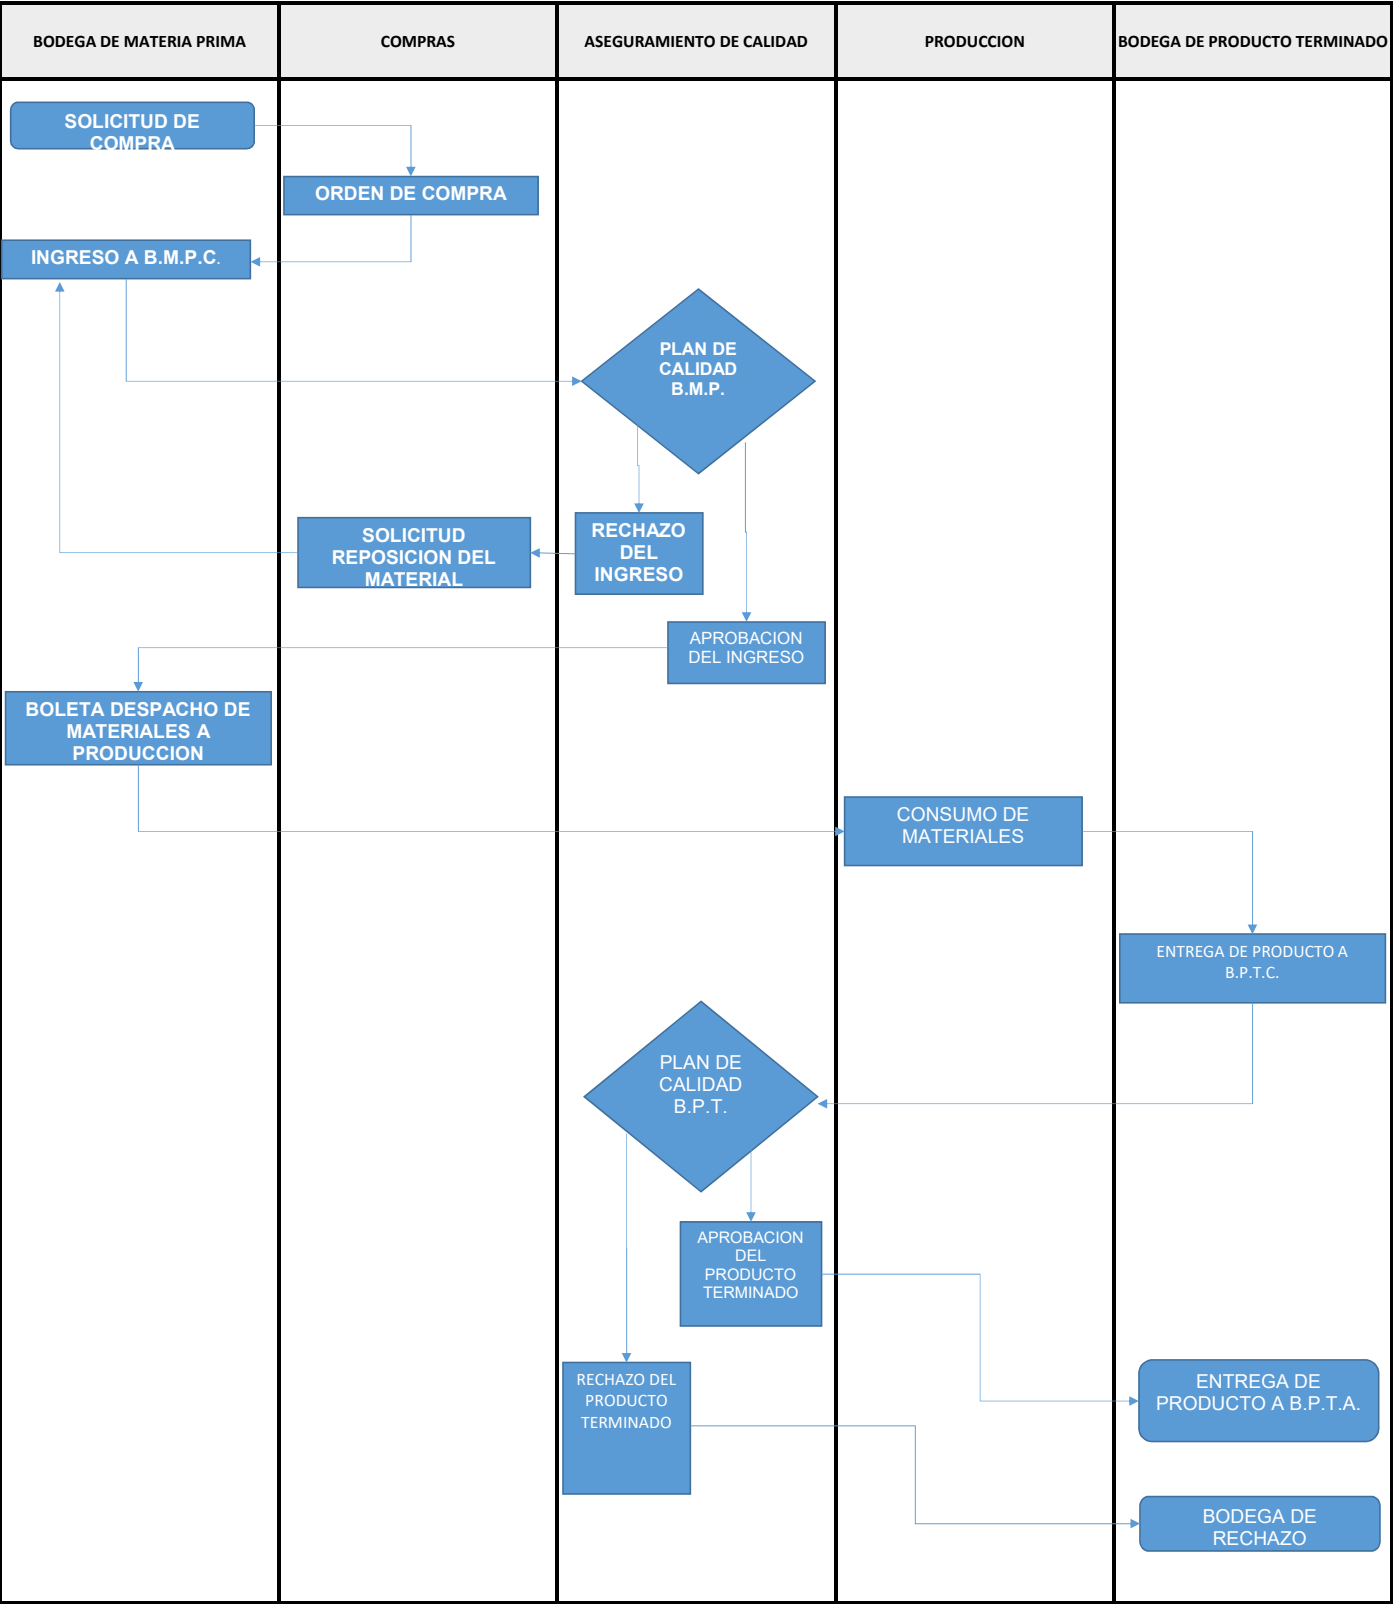 BODEGA DE MATERIA PRIMA
COMPRAS
ASEGURAMIENTO DE CALIDAD
PRODUCCION
BODEGA DE PRODUCTO TERMINADO
SOLICITUD DE
COMPRA
ORDEN DE COMPRA
INGRESO A B.M.P.C.
PLAN DE
CALIDAD
B.M.P.
SOLICITUD
REPOSICION DEL
MATERIAL
RECHAZO
DEL
INGRESO
APROBACION
DEL INGRESO
BOLETA DESPACHO DE
MATERIALES A
PRODUCCION
CONSUMO DE
MATERIALES
ENTREGA DE PRODUCTO A
B.P.T.C.
PLAN DE
CALIDAD
B.P.T.
APROBACION
DEL
PRODUCTO
TERMINADO
RECHAZO DEL
PRODUCTO
TERMINADO
ENTREGA DE
PRODUCTO A B.P.T.A.
BODEGA DE
RECHAZO